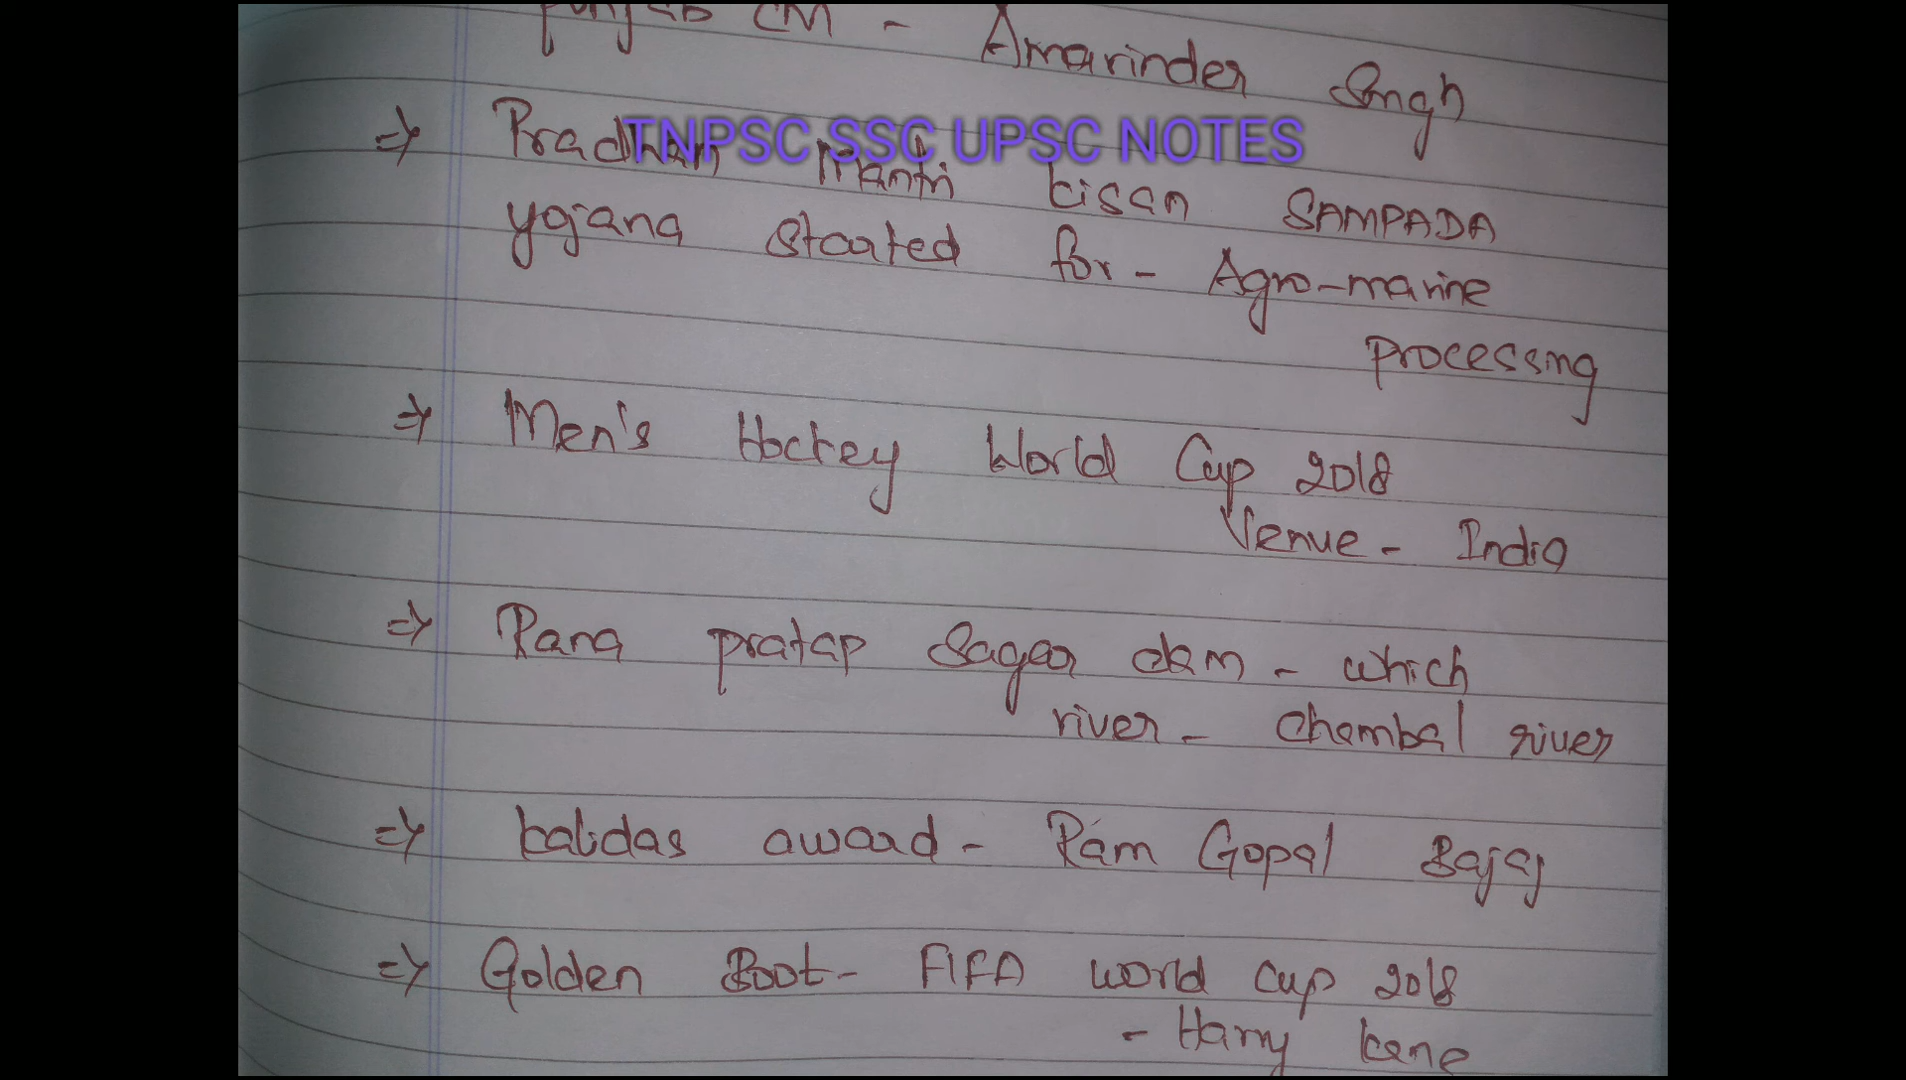 Punjab CM - Amarinder Singh
TNPSC SSC UPSC NOTES
⇒ Pradhan Mantri kisan SAMPADA
yojana started for - Agro-marine
processing
⇒ Men's Hockey World Cup 2018
Venue - India
⇒ Rana pratap Sagar dam - which
river - Chambal river
⇒ kalidas award - Ram Gopal Bajaj
⇒ Golden Boot - FIFA world cup 2018
- Harry kane